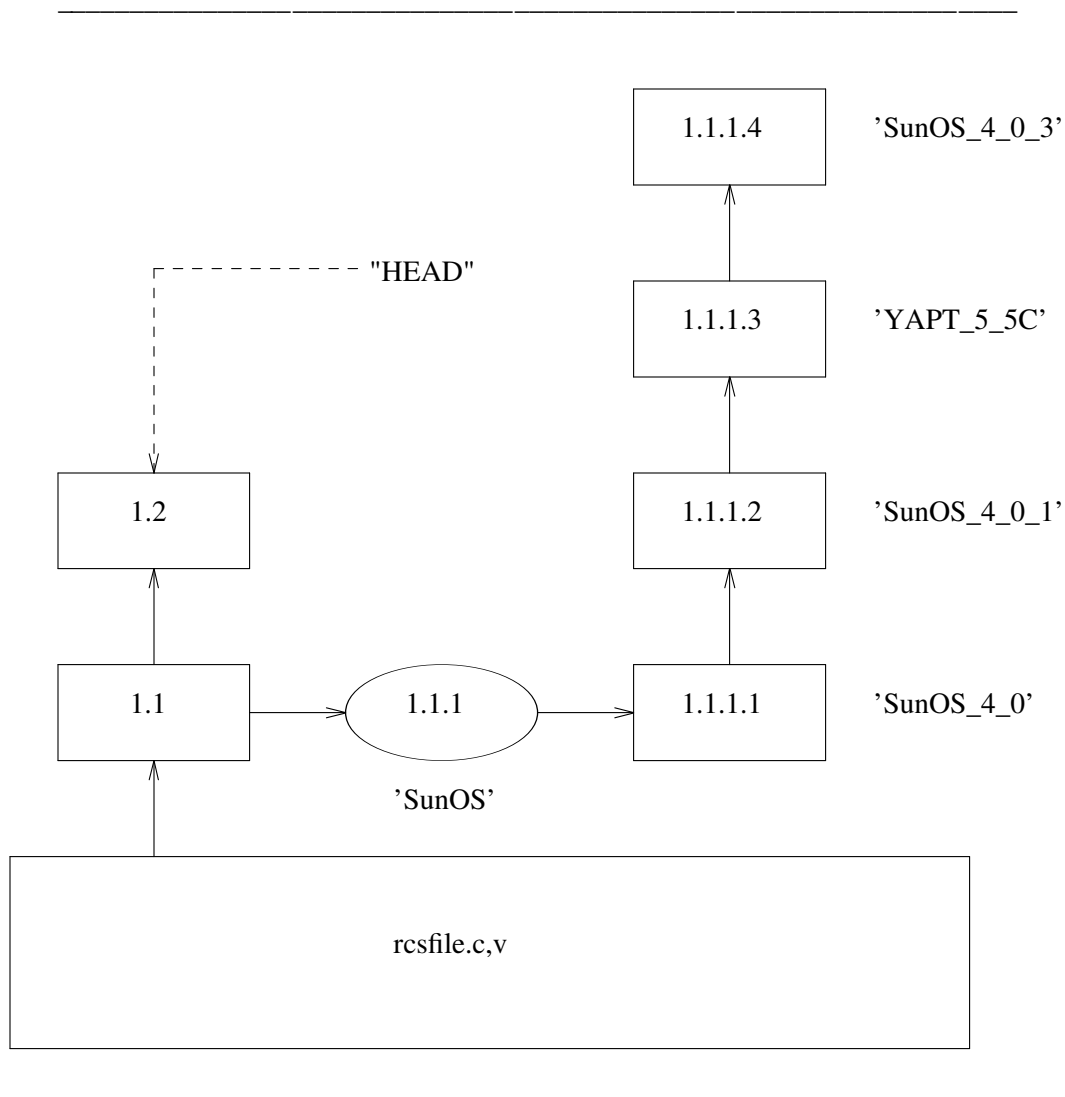 1.1.1.4 ’SunOS_4_0_3’
"HEAD"
1.1.1.3 ’YAPT_5_5C’
1.2 1.1.1.2 ’SunOS_4_0_1’
1.1 1.1.1 1.1.1.1 ’SunOS_4_0’
’SunOS’
rcsfile.c,v